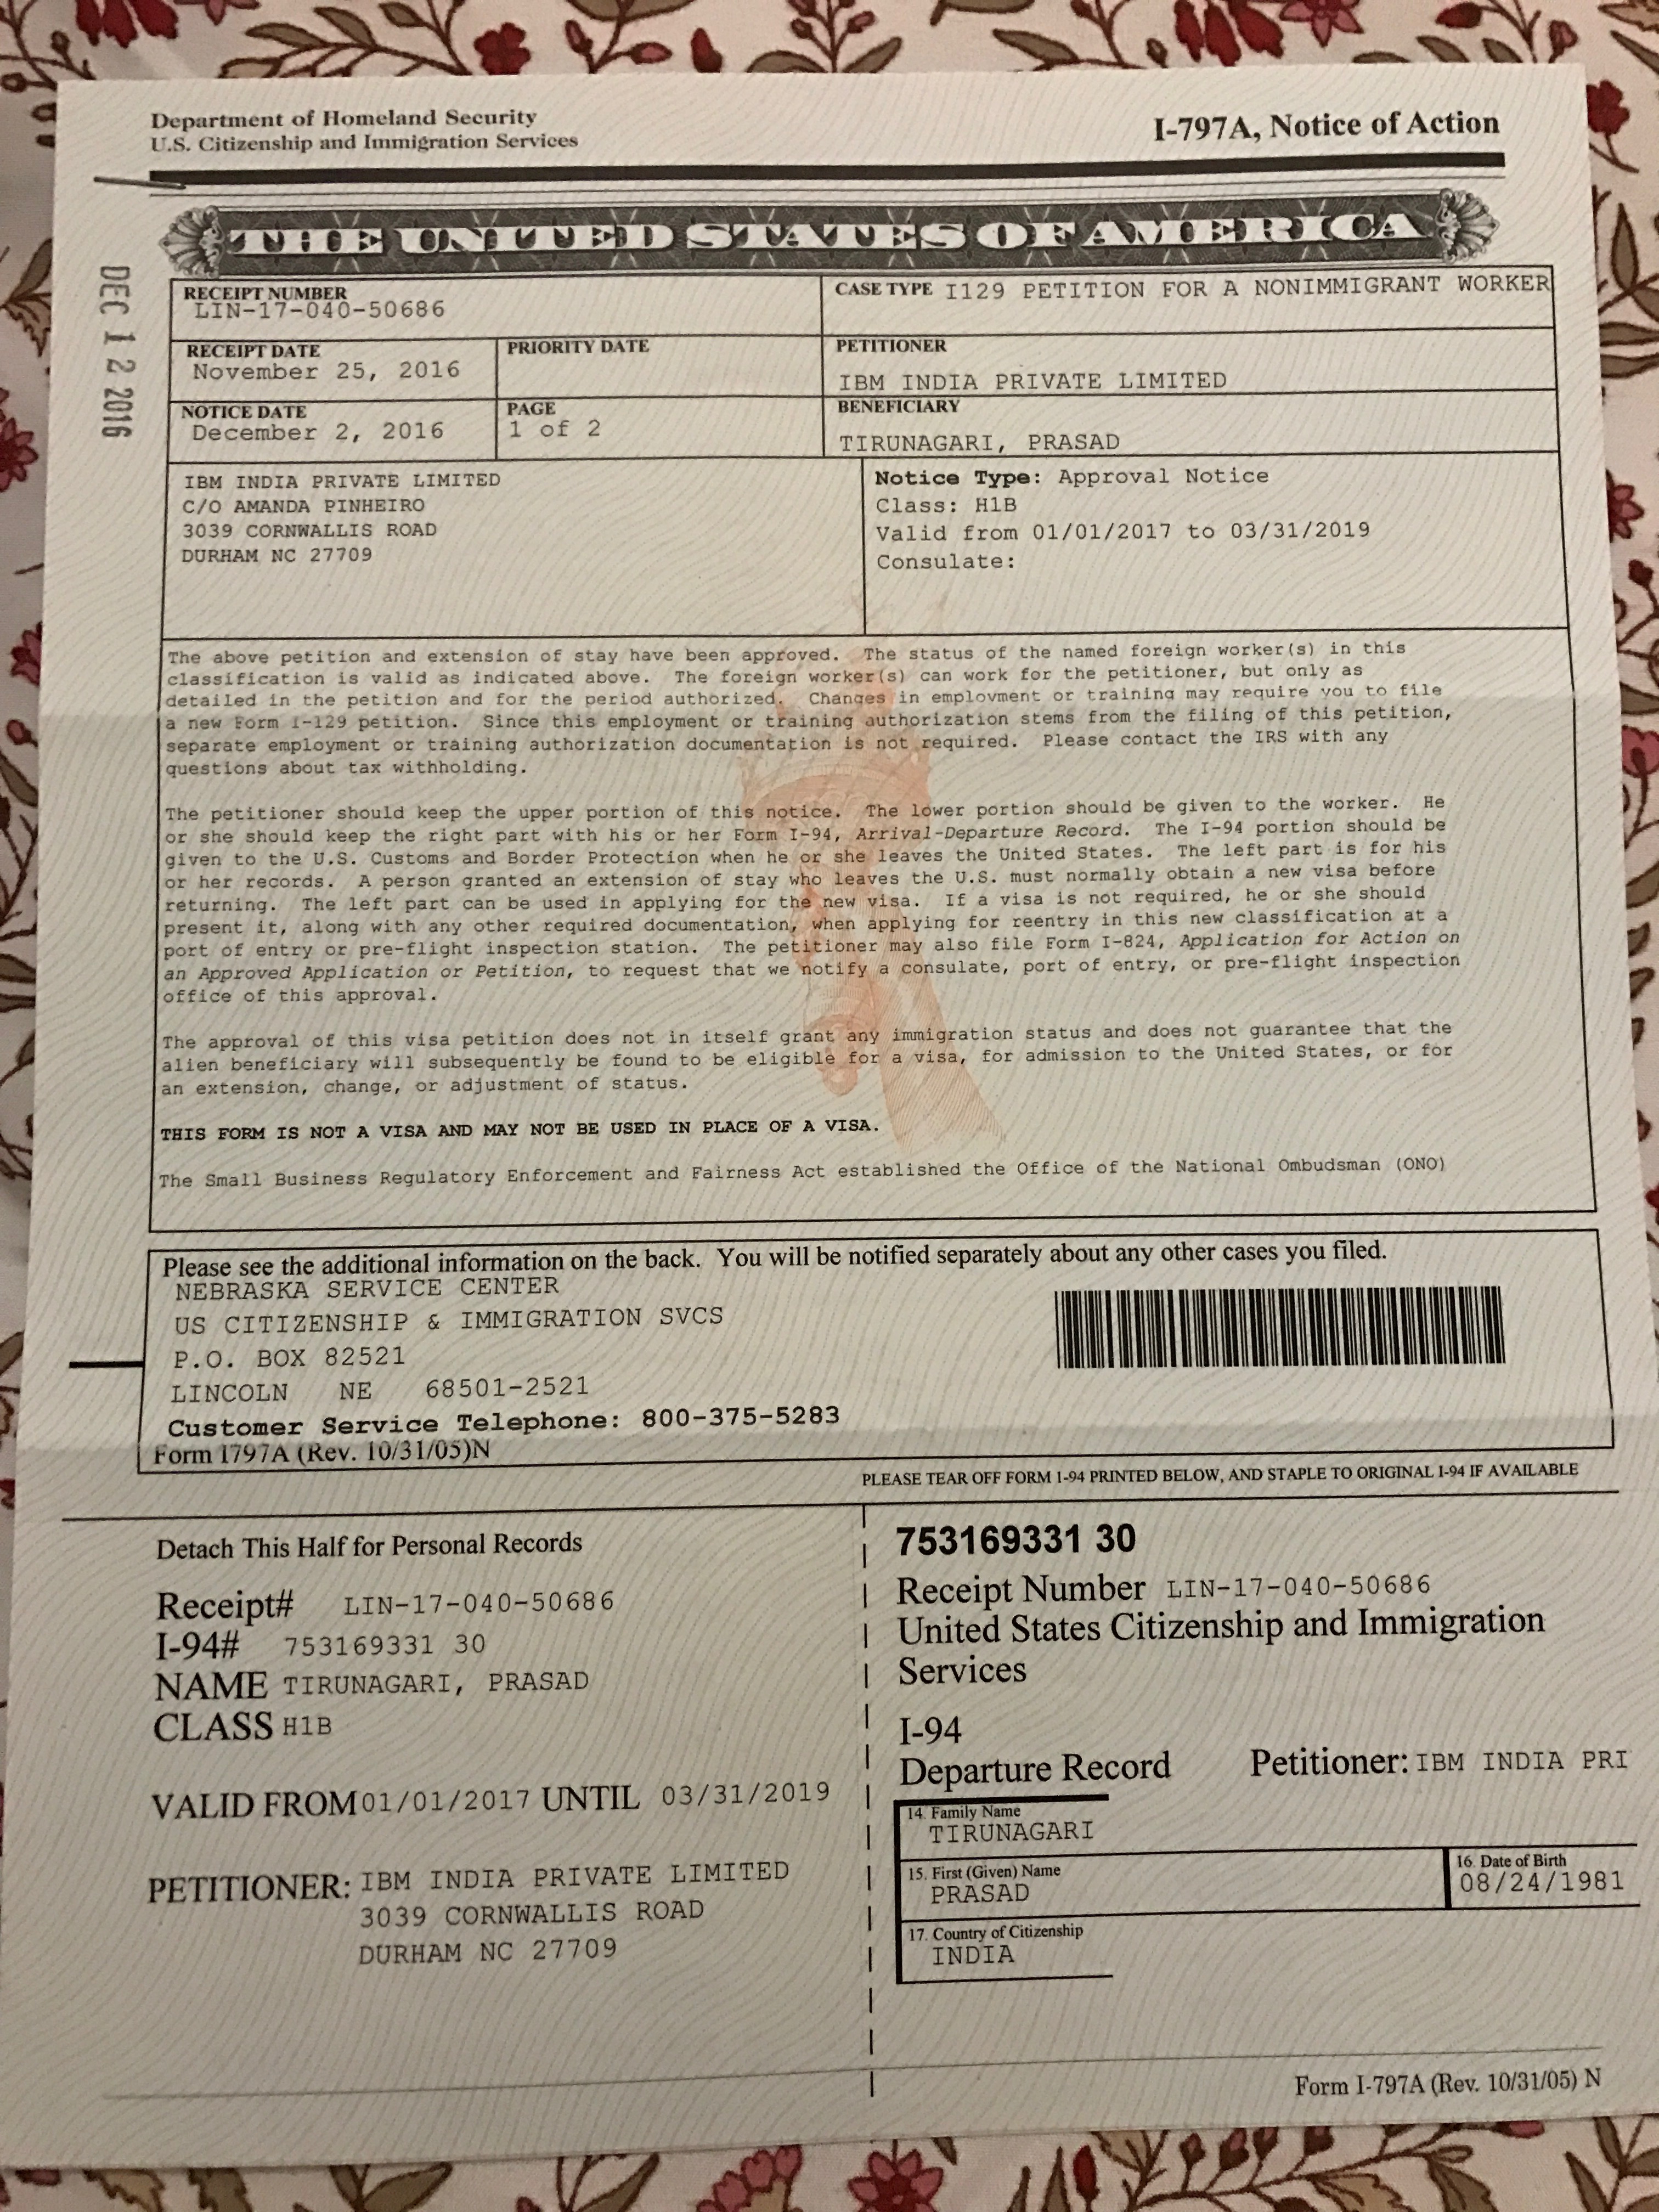 Department of Homeland Security
U.S. Citizenship and Immigration Services
I-797A, Notice of Action
THE UNITED STATES OF AMERICA
DEC 12 2016
RECEIPT NUMBER
LIN-17-040-50686
CASE TYPE I129 PETITION FOR A NONIMMIGRANT WORKER
RECEIPT DATE
November 25, 2016
PRIORITY DATE
PETITIONER
IBM INDIA PRIVATE LIMITED
NOTICE DATE
December 2, 2016
PAGE
1 of 2
BENEFICIARY
TIRUNAGARI, PRASAD
IBM INDIA PRIVATE LIMITED
C/O AMANDA PINHEIRO
3039 CORNWALLIS ROAD
DURHAM NC 27709
Notice Type: Approval Notice
Class: H1B
Valid from 01/01/2017 to 03/31/2019
Consulate:
The above petition and extension of stay have been approved. The status of the named foreign worker(s) in this
classification is valid as indicated above. The foreign worker(s) can work for the petitioner, but only as
detailed in the petition and for the period authorized. Changes in employment or training may require you to file
a new Form I-129 petition. Since this employment or training authorization stems from the filing of this petition,
separate employment or training authorization documentation is not required. Please contact the IRS with any
questions about tax withholding.
The petitioner should keep the upper portion of this notice. The lower portion should be given to the worker. He
or she should keep the right part with his or her Form I-94, Arrival-Departure Record. The I-94 portion should be
given to the U.S. Customs and Border Protection when he or she leaves the United States. The left part is for his
or her records. A person granted an extension of stay who leaves the U.S. must normally obtain a new visa before
returning. The left part can be used in applying for the new visa. If a visa is not required, he or she should
present it, along with any other required documentation, when applying for reentry in this new classification at a
port of entry or pre-flight inspection station. The petitioner may also file Form I-824, Application for Action on
an Approved Application or Petition, to request that we notify a consulate, port of entry, or pre-flight inspection
office of this approval.
The approval of this visa petition does not in itself grant any immigration status and does not guarantee that the
alien beneficiary will subsequently be found to be eligible for a visa, for admission to the United States, or for
an extension, change, or adjustment of status.
THIS FORM IS NOT A VISA AND MAY NOT BE USED IN PLACE OF A VISA.
The Small Business Regulatory Enforcement and Fairness Act established the Office of the National Ombudsman (ONO)
Please see the additional information on the back. You will be notified separately about any other cases you filed.
NEBRASKA SERVICE CENTER
US CITIZENSHIP & IMMIGRATION SVCS
P.O. BOX 82521
LINCOLN NE 68501-2521
Customer Service Telephone: 800-375-5283
Form I797A (Rev. 10/31/05)N
PLEASE TEAR OFF FORM I-94 PRINTED BELOW, AND STAPLE TO ORIGINAL I-94 IF AVAILABLE
Detach This Half for Personal Records
Receipt# LIN-17-040-50686
I-94# 753169331 30
NAME TIRUNAGARI, PRASAD
CLASS H1B
VALID FROM 01/01/2017 UNTIL 03/31/2019
PETITIONER: IBM INDIA PRIVATE LIMITED
3039 CORNWALLIS ROAD
DURHAM NC 27709
753169331 30
Receipt Number LIN-17-040-50686
United States Citizenship and Immigration
Services
I-94
Departure Record Petitioner: IBM INDIA PRI
14. Family Name
TIRUNAGARI
15. First (Given) Name
PRASAD
16. Date of Birth
08/24/1981
17. Country of Citizenship
INDIA
Form I-797A (Rev. 10/31/05) N